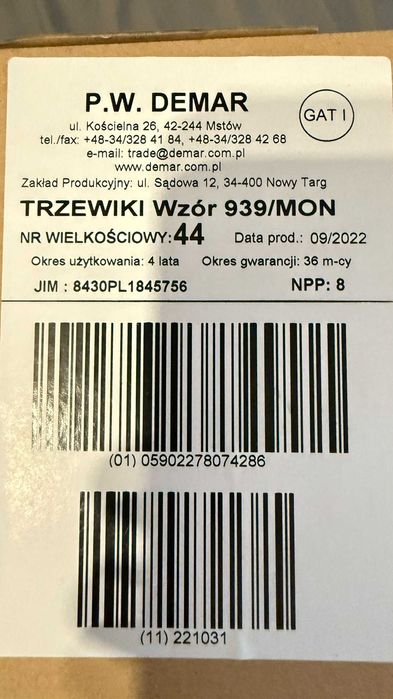 P.W. DEMAR
GAT I
ul. Kościelna 26, 42-244 Mstów
tel./fax: +48-34/328 41 84, +48-34/328 42 68
e-mail: trade@demar.com.pl
www.demar.com.pl
Zakład Produkcyjny: ul. Sądowa 12, 34-400 Nowy Targ
TRZEWIKI Wzór 939/MON
NR WIELKOŚCIOWY:44 Data prod.: 09/2022
Okres użytkowania: 4 lata Okres gwarancji: 36 m-cy
JIM : 8430PL1845756 NPP: 8
(01) 05902278074286
(11) 221031